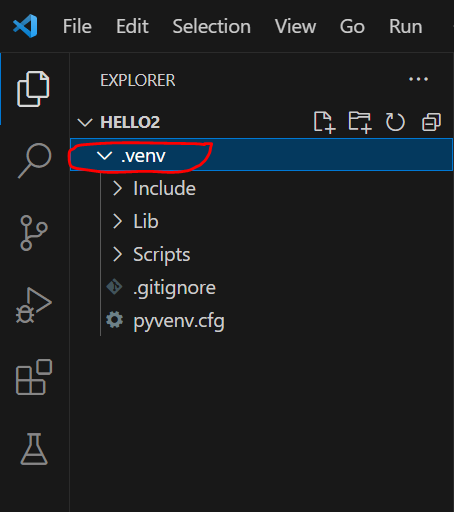 File Edit Selection View Go Run
EXPLORER
HELLO2
.venv
Include
Lib
Scripts
.gitignore
pyvenv.cfg